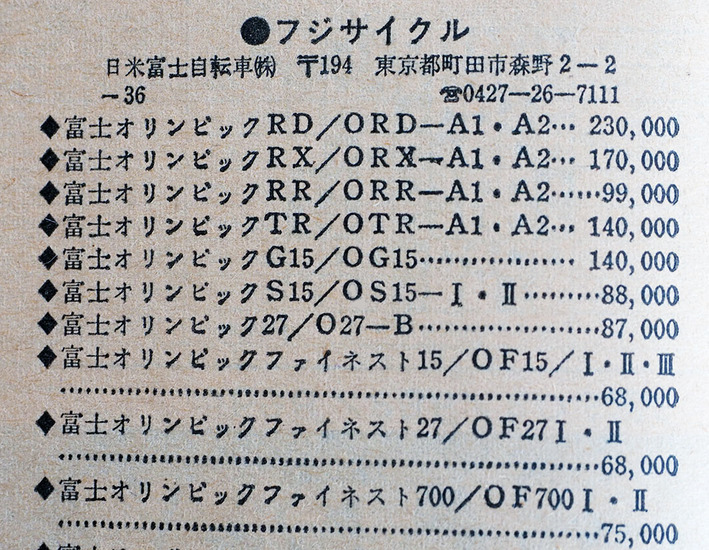 ●フジサイクル
日米富士自転車㈱ 〒194 東京都町田市森野2－2
－36 ☎0427―26―7111
◆富士オリンピックRD／ORD―A1・A2… 230,000
◆富士オリンピックRX／ORX―A1・A2… 170,000
◆富士オリンピックRR／ORR―A1・A2……99,000
◆富士オリンピックTR／OTR―A1・A2… 140,000
◆富士オリンピックG15／OG15……………… 140,000
◆富士オリンピックS15／OS15―Ⅰ・Ⅱ………88,000
◆富士オリンピック27／O27―B…………………87,000
◆富士オリンピックファイネスト15／OF15／Ⅰ・Ⅱ・Ⅲ
……………………………………………………68,000
◆富士オリンピックファイネスト27／OF27Ⅰ・Ⅱ
……………………………………………………68,000
◆富士オリンピックファイネスト700／OF700Ⅰ・Ⅱ
……………………………………………………75,000